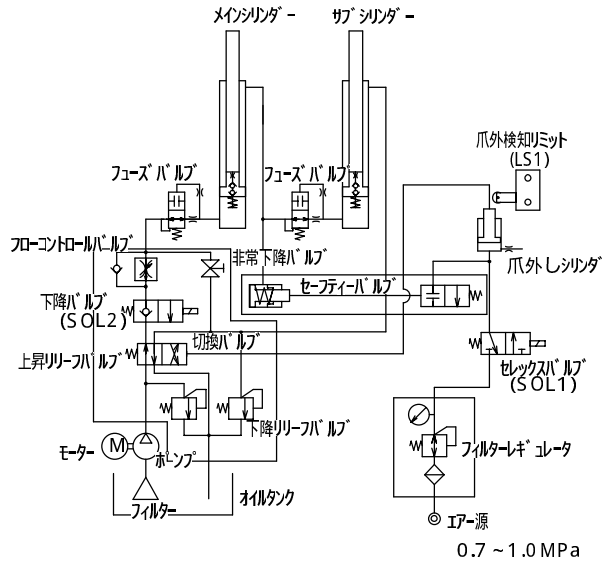 メインシリンダー
サブシリンダー
爪外検知リミット
(LS1)
フューズバルブ
フューズバルブ
フローコントロールバルブ
非常下降バルブ
爪外しシリンダ
セーフティーバルブ
下降バルブ
(SOL2)
切換バルブ
上昇リリーフバルブ
セレックスバルブ
(SOL1)
下降リリーフバルブ
モーター
M
ポンプ
フィルターレギュレータ
フィルター
オイルタンク
エアー源
0.7~1.0MPa